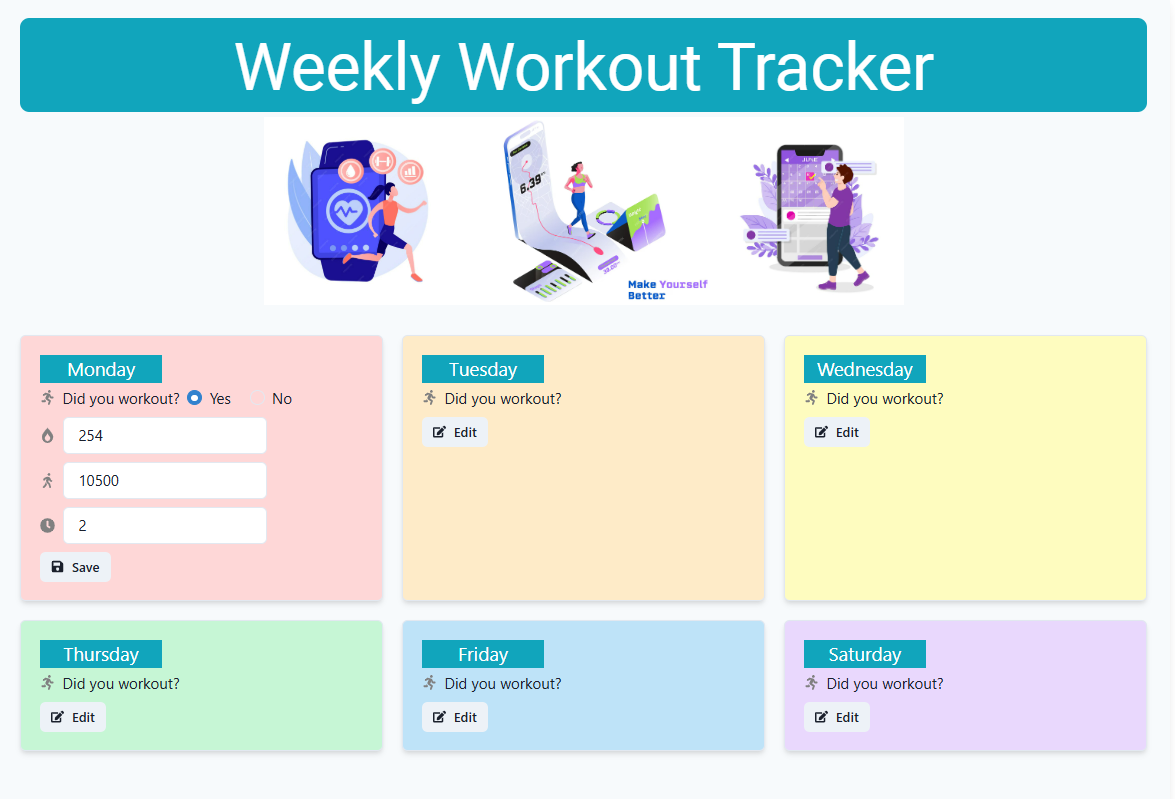 Weekly Workout Tracker
JUNE
6.39
Make Yourself
Better
Monday
Did you workout? Yes No
254
10500
2
Save
Tuesday
Did you workout?
Edit
Wednesday
Did you workout?
Edit
Thursday
Did you workout?
Edit
Friday
Did you workout?
Edit
Saturday
Did you workout?
Edit